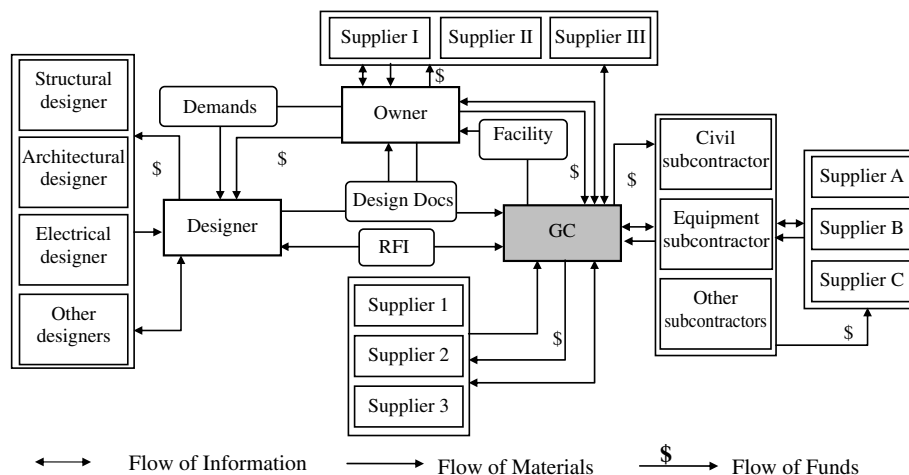 Supplier I
Supplier II
Supplier III
$
Structural
designer
Architectural
designer
Electrical
designer
Other
designers
Demands
Owner
Facility
$
$
$
$
Civil
subcontractor
Equipment
subcontractor
Other
subcontractors
Supplier A
Supplier B
Supplier C
$
Design Docs
Designer
GC
RFI
Supplier 1
Supplier 2
Supplier 3
$
Flow of Information
Flow of Materials
$
Flow of Funds